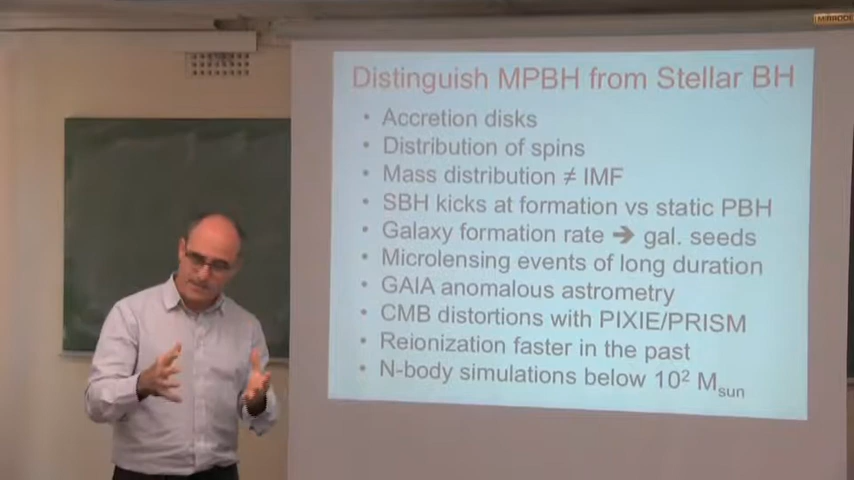 Distinguish MPBH from Stellar BH
• Accretion disks
• Distribution of spins
• Mass distribution ≠ IMF
• SBH kicks at formation vs static PBH
• Galaxy formation rate ➔ gal. seeds
• Microlensing events of long duration
• GAIA anomalous astrometry
• CMB distortions with PIXIE/PRISM
• Reionization faster in the past
• N-body simulations below 10² Msun